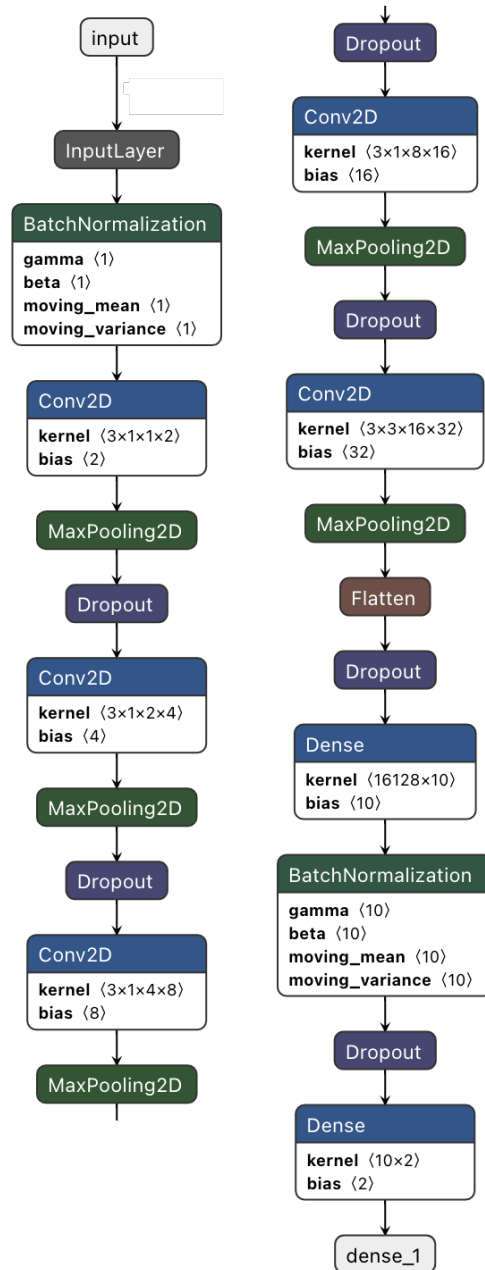 input
InputLayer
BatchNormalization
gamma ⟨1⟩
beta ⟨1⟩
moving_mean ⟨1⟩
moving_variance ⟨1⟩
Conv2D
kernel ⟨3×1×1×2⟩
bias ⟨2⟩
MaxPooling2D
Dropout
Conv2D
kernel ⟨3×1×2×4⟩
bias ⟨4⟩
MaxPooling2D
Dropout
Conv2D
kernel ⟨3×1×4×8⟩
bias ⟨8⟩
MaxPooling2D
Dropout
Conv2D
kernel ⟨3×1×8×16⟩
bias ⟨16⟩
MaxPooling2D
Dropout
Conv2D
kernel ⟨3×3×16×32⟩
bias ⟨32⟩
MaxPooling2D
Flatten
Dropout
Dense
kernel ⟨16128×10⟩
bias ⟨10⟩
BatchNormalization
gamma ⟨10⟩
beta ⟨10⟩
moving_mean ⟨10⟩
moving_variance ⟨10⟩
Dropout
Dense
kernel ⟨10×2⟩
bias ⟨2⟩
dense_1